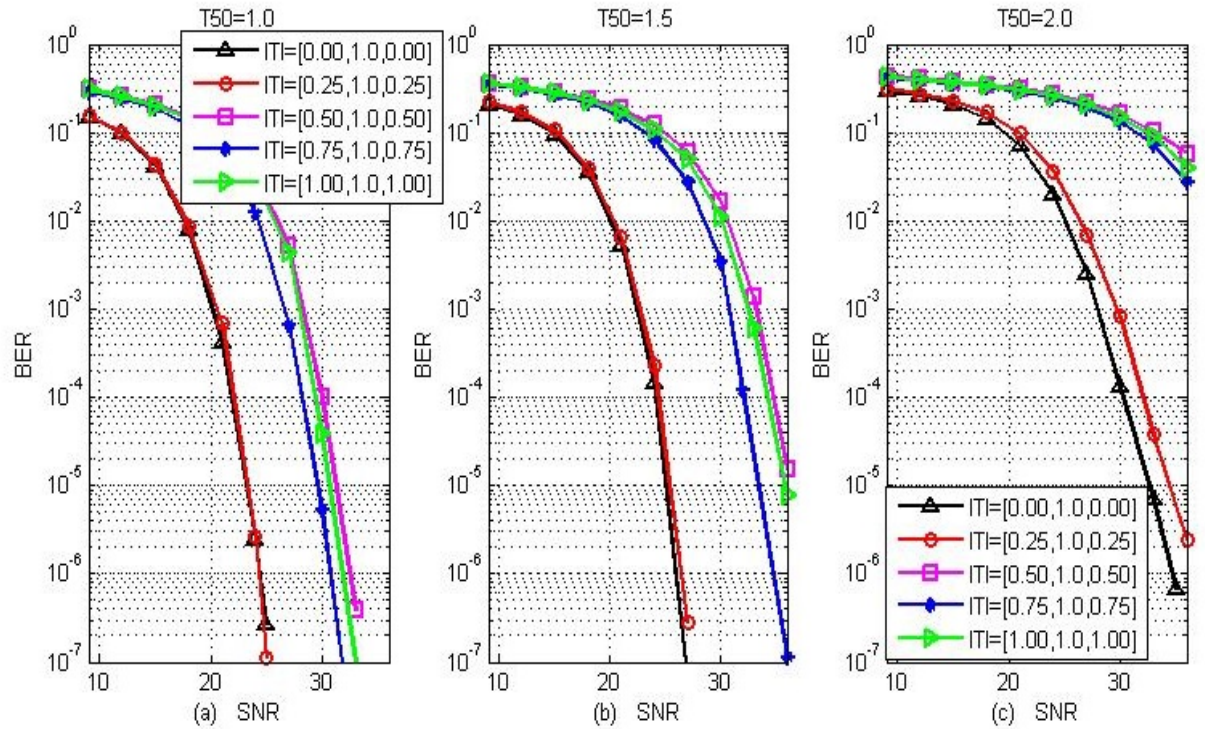 T50=1.0
T50=1.5
T50=2.0
10^0
10^-1
10^-2
10^-3
10^-4
10^-5
10^-6
10^-7
BER
10
20
30
(a) SNR
ITI=[0.00,1.0,0.00]
ITI=[0.25,1.0,0.25]
ITI=[0.50,1.0,0.50]
ITI=[0.75,1.0,0.75]
ITI=[1.00,1.0,1.00]
10^0
10^-1
10^-2
10^-3
10^-4
10^-5
10^-6
10^-7
BER
10
20
30
(b) SNR
10^0
10^-1
10^-2
10^-3
10^-4
10^-5
10^-6
10^-7
BER
10
20
30
(c) SNR
ITI=[0.00,1.0,0.00]
ITI=[0.25,1.0,0.25]
ITI=[0.50,1.0,0.50]
ITI=[0.75,1.0,0.75]
ITI=[1.00,1.0,1.00]